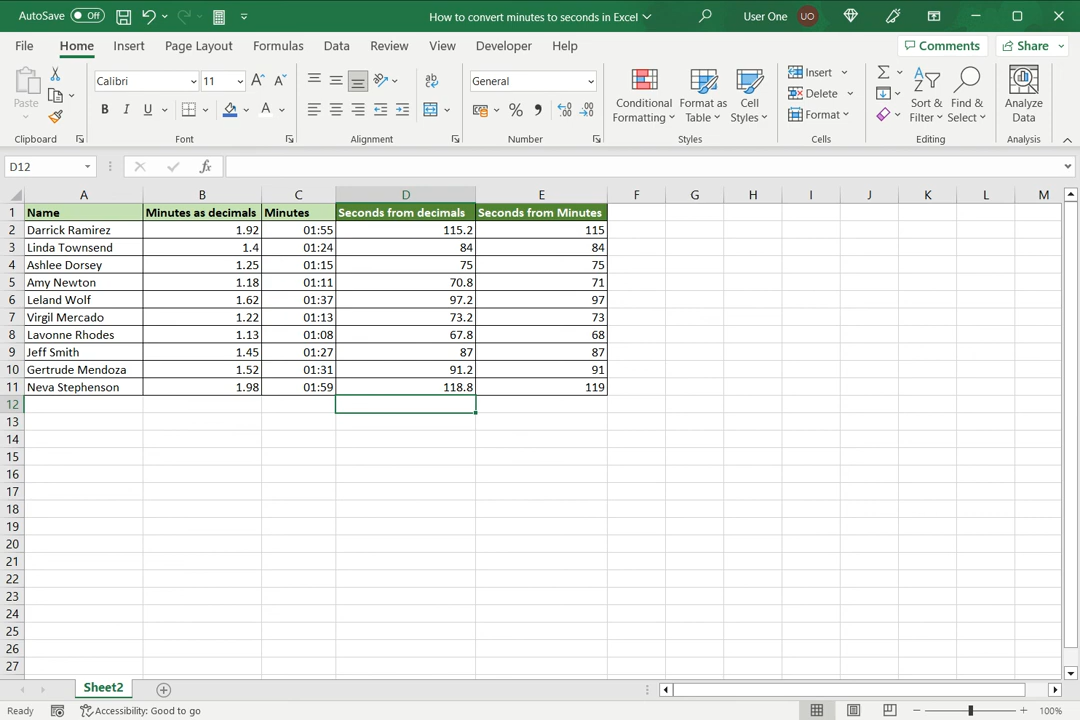 AutoSave Off How to convert minutes to seconds in Excel User One UO
File Home Insert Page Layout Formulas Data Review View Developer Help Comments Share
Paste Calibri 11 General Conditional Formatting Format as Table Cell Styles Insert Delete Format Sort & Filter Find & Select Analyze Data
Clipboard Font Alignment Number Styles Cells Editing Analysis
D12 fx
A B C D E F G H I J K L M
1 Name Minutes as decimals Minutes Seconds from decimals Seconds from Minutes
2 Darrick Ramirez 1.92 01:55 115.2 115
3 Linda Townsend 1.4 01:24 84 84
4 Ashlee Dorsey 1.25 01:15 75 75
5 Amy Newton 1.18 01:11 70.8 71
6 Leland Wolf 1.62 01:37 97.2 97
7 Virgil Mercado 1.22 01:13 73.2 73
8 Lavonne Rhodes 1.13 01:08 67.8 68
9 Jeff Smith 1.45 01:27 87 87
10 Gertrude Mendoza 1.52 01:31 91.2 91
11 Neva Stephenson 1.98 01:59 118.8 119
12
13
14
15
16
17
18
19
20
21
22
23
24
25
26
27
Sheet2
Ready Accessibility: Good to go 100%